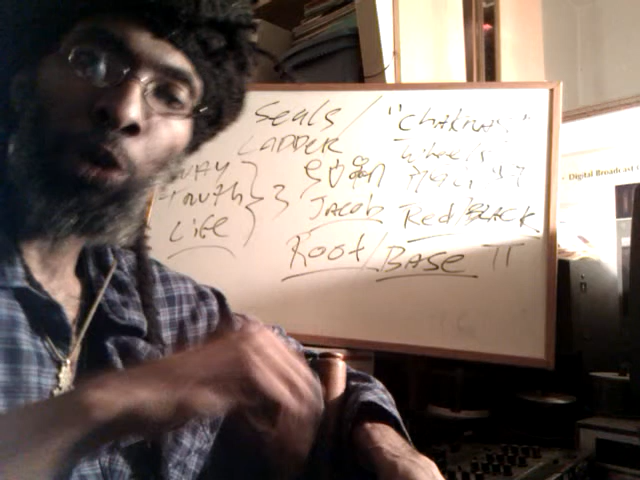 Seals / "CHAKRAS"
LADDER Wheels
WAY
TRUTH } 3 JACOB Red/BLACK
LIFE
ROOT/BASE
Digital Broadcast